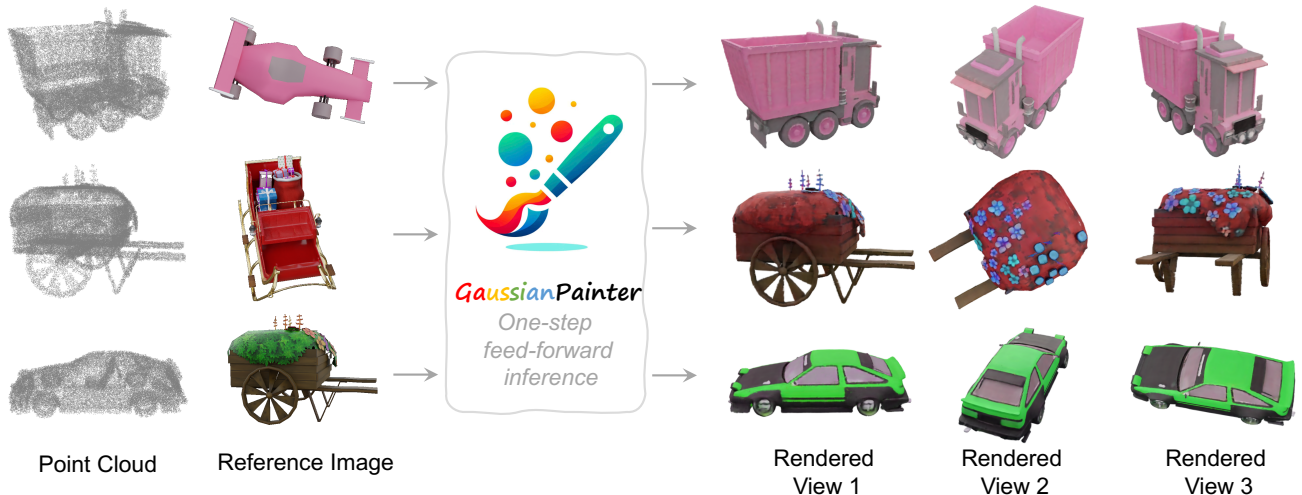 GaussianPainter
One-step
feed-forward
inference
Point Cloud
Reference Image
Rendered
View 1
Rendered
View 2
Rendered
View 3